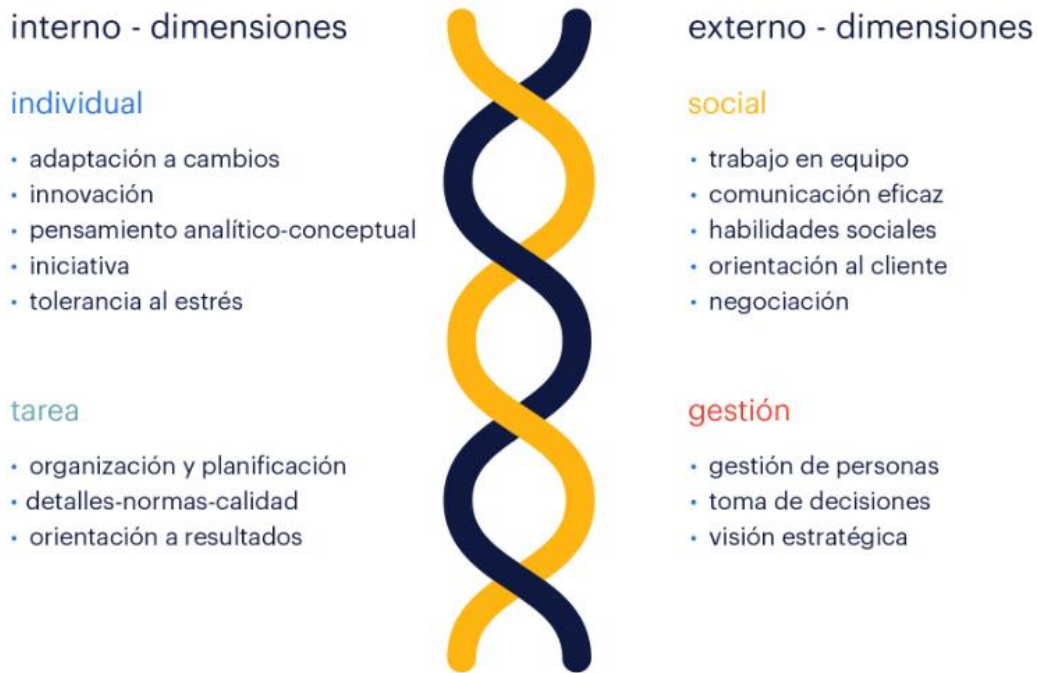 interno - dimensiones
individual
• adaptación a cambios
• innovación
• pensamiento analítico-conceptual
• iniciativa
• tolerancia al estrés
tarea
• organización y planificación
• detalles-normas-calidad
• orientación a resultados
externo - dimensiones
social
• trabajo en equipo
• comunicación eficaz
• habilidades sociales
• orientación al cliente
• negociación
gestión
• gestión de personas
• toma de decisiones
• visión estratégica